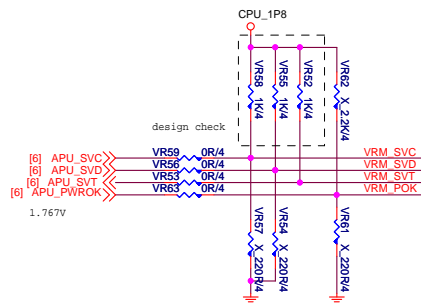 CPU_1P8
VR58 1K/4
VR55 1K/4
VR52 1K/4
VR62 X_2.2K/4
design check
[6] APU_SVC VR59 0R/4 VRM_SVC
[6] APU_SVD VR56 0R/4 VRM_SVD
[6] APU_SVT VR53 0R/4 VRM_SVT
[6] APU_PWROK VR63 0R/4 VRM_POK
1.767V
VR57 X_220R/4
VR54 X_220R/4
VR61 X_220R/4